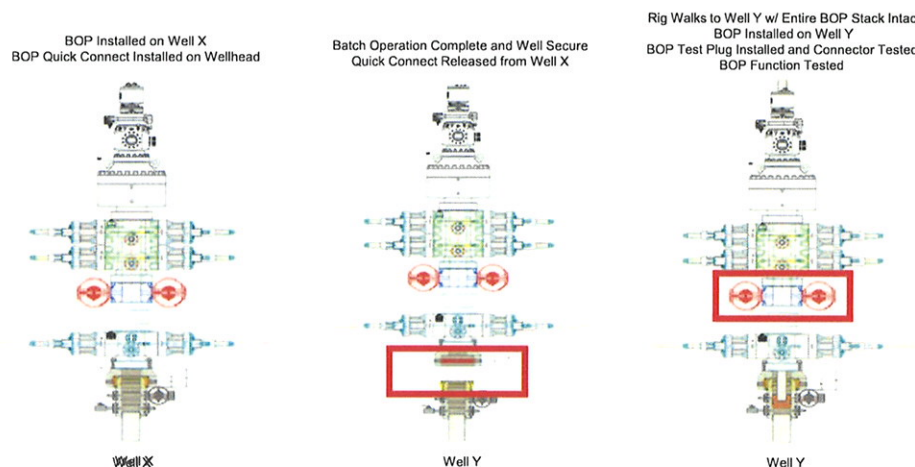 BOP Installed on Well X
BOP Quick Connect Installed on Wellhead
Batch Operation Complete and Well Secure
Quick Connect Released from Well X
Rig Walks to Well Y w/ Entire BOP Stack Intact
BOP Installed on Well Y
BOP Test Plug Installed and Connector Tested
BOP Function Tested
Well X
Well Y
Well Y